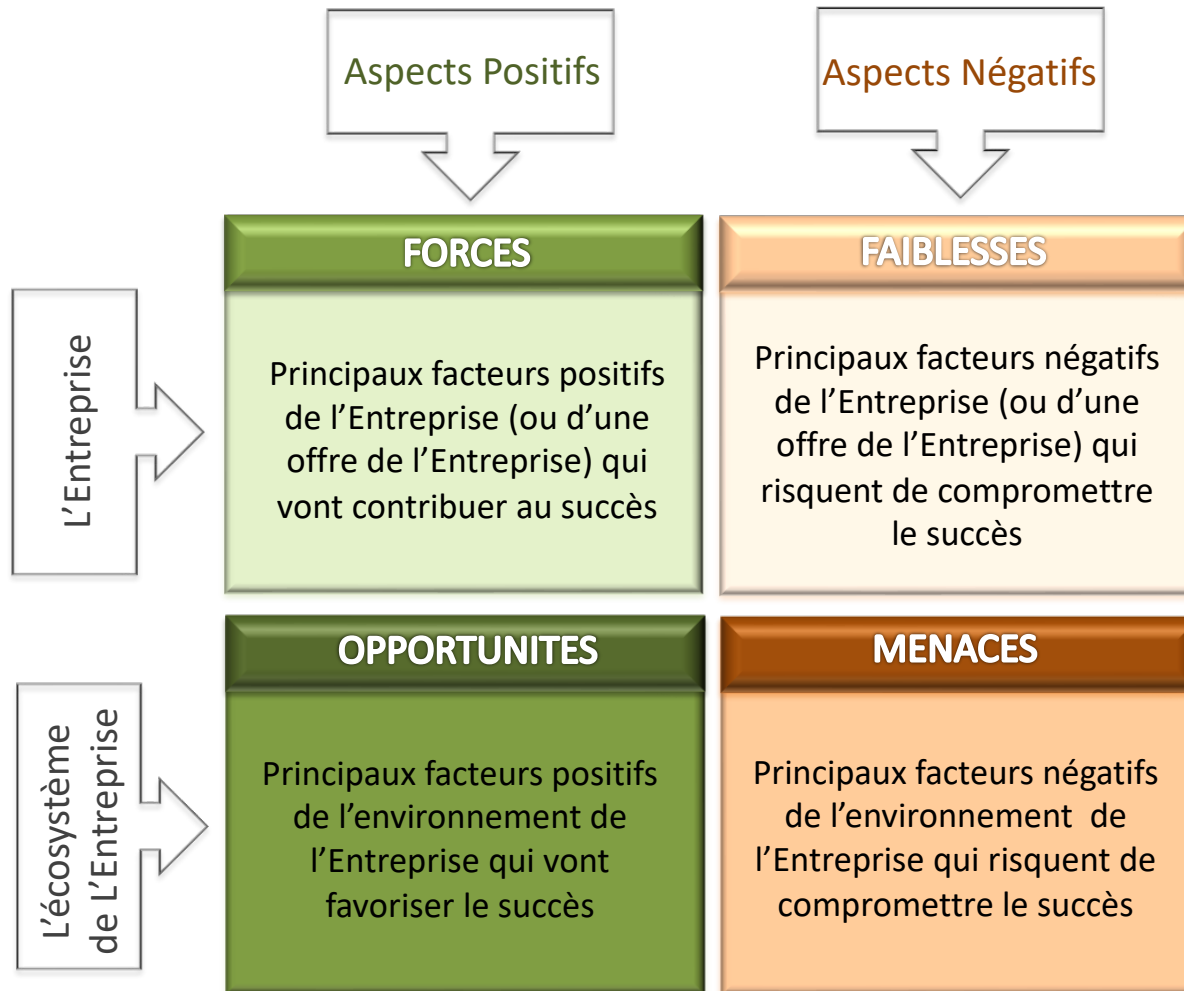 Aspects Positifs
Aspects Négatifs
L'Entreprise
FORCES
Principaux facteurs positifs
de l’Entreprise (ou d’une
offre de l’Entreprise) qui
vont contribuer au succès
FAIBLESSES
Principaux facteurs négatifs
de l’Entreprise (ou d’une
offre de l’Entreprise) qui
risquent de compromettre
le succès
L’écosystème
de L’Entreprise
OPPORTUNITES
Principaux facteurs positifs
de l’environnement de
l’Entreprise qui vont
favoriser le succès
MENACES
Principaux facteurs négatifs
de l’environnement de
l’Entreprise qui risquent de
compromettre le succès